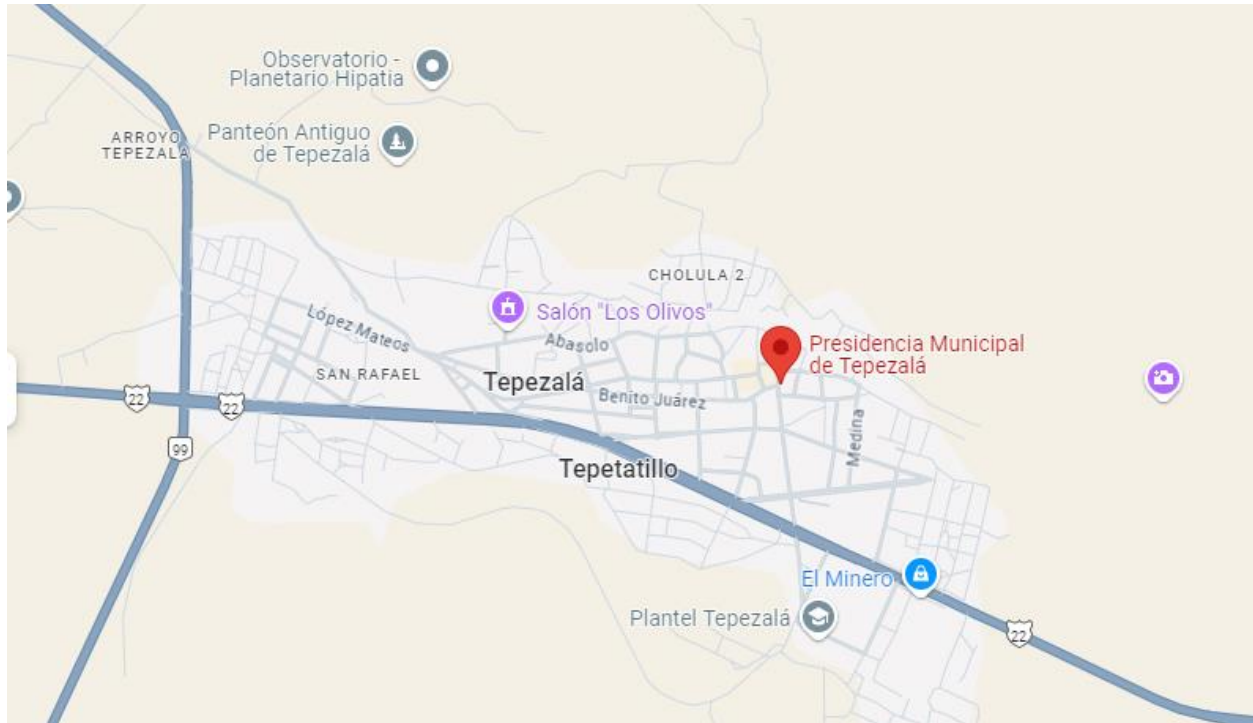 Observatorio -
Planetario Hipatia
ARROYO
TEPEZALA
Panteón Antiguo
de Tepezalá
CHOLULA 2
López Mateos
Salón "Los Olivos"
Abasolo
Presidencia Municipal
de Tepezalá
SAN RAFAEL
Tepezalá
Benito Juárez
22
22
Medina
99
Tepetatillo
El Minero
Plantel Tepezalá
22